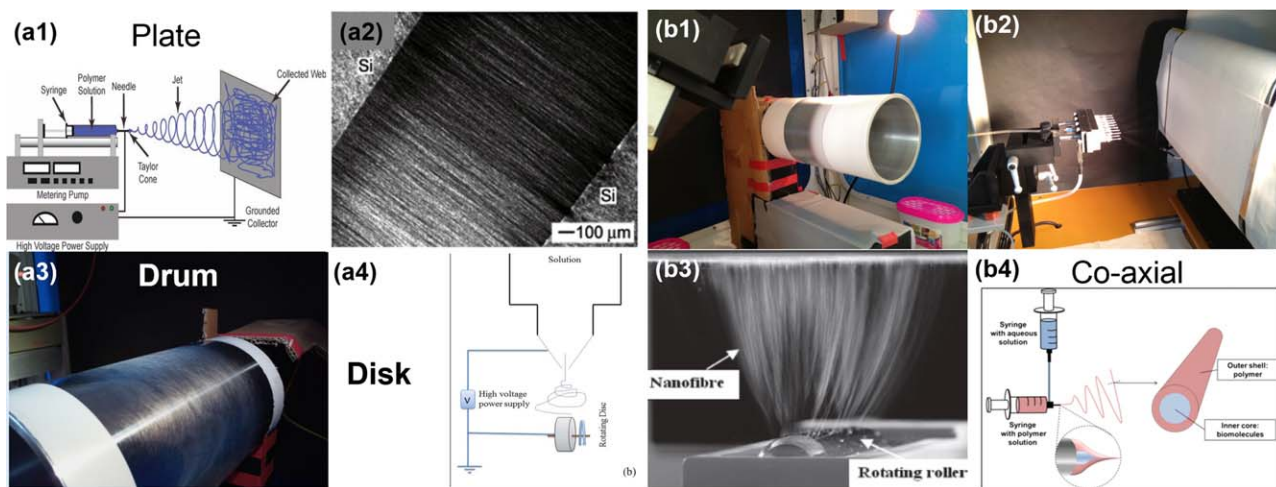 (a1) Plate
Syringe
Polymer
Solution
Needle
Jet
Collected Web
Taylor
Cone
Metering Pump
High Voltage Power Supply
Grounded
Collector
(a2)
Si
Si
100 μm
(b1)
(b2)
(a3) Drum
(a4)
Disk
Solution
V
High voltage
power supply
Rotating Disc
(b)
(b3)
Nanofibre
Rotating roller
(b4) Co-axial
Syringe
with aqueous
solution
Syringe
with polymer
solution
Outer shell:
polymer
Inner core:
biomolecules